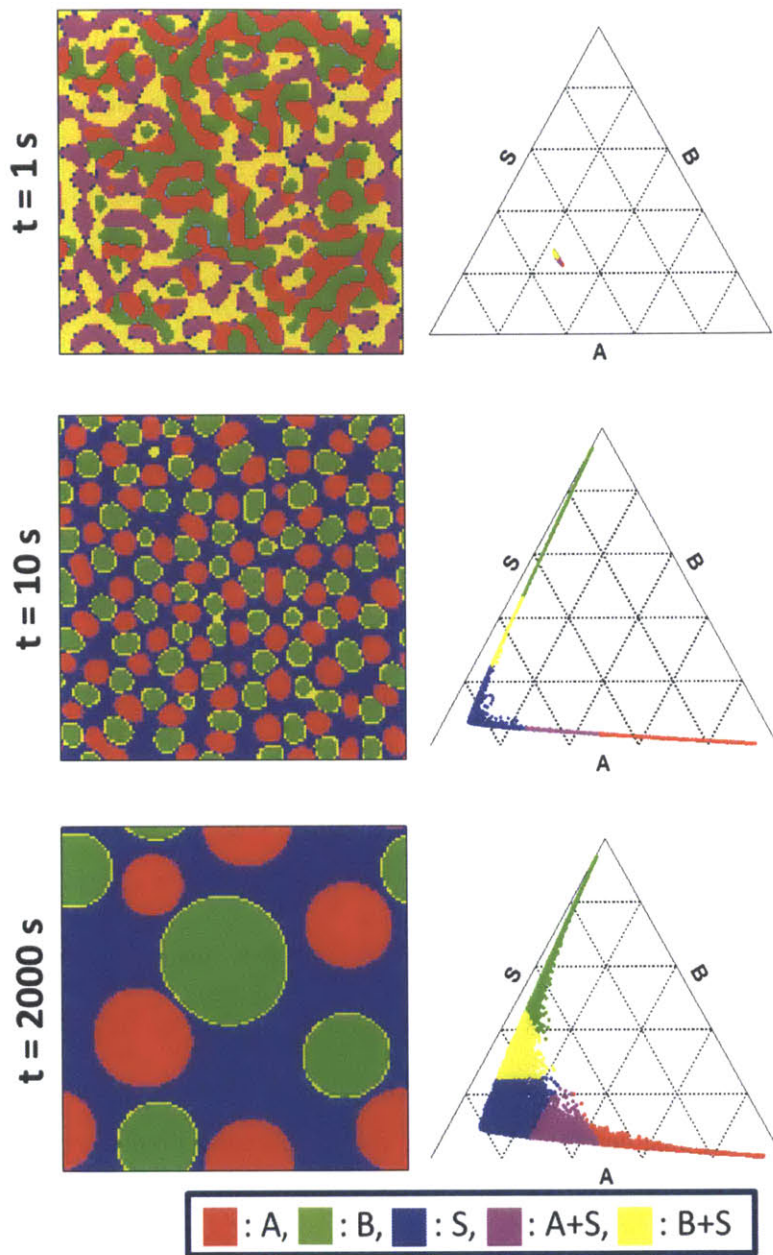 t = 1 s
S
B
A
t = 10 s
S
B
A
t = 2000 s
S
B
A
: A, : B, : S, : A+S, : B+S